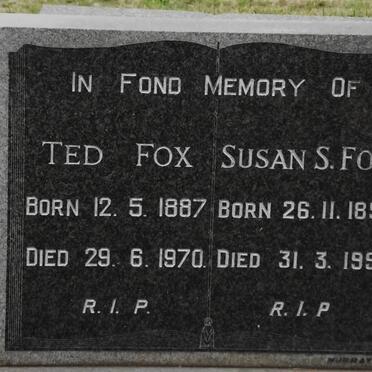 IN FOND MEMORY OF
TED FOX SUSAN S. FO
BORN 12. 5. 1887 BORN 26. 11. 18
DIED 29. 6. 1970. DIED 31. 3. 199
R. I. P. R. I. P